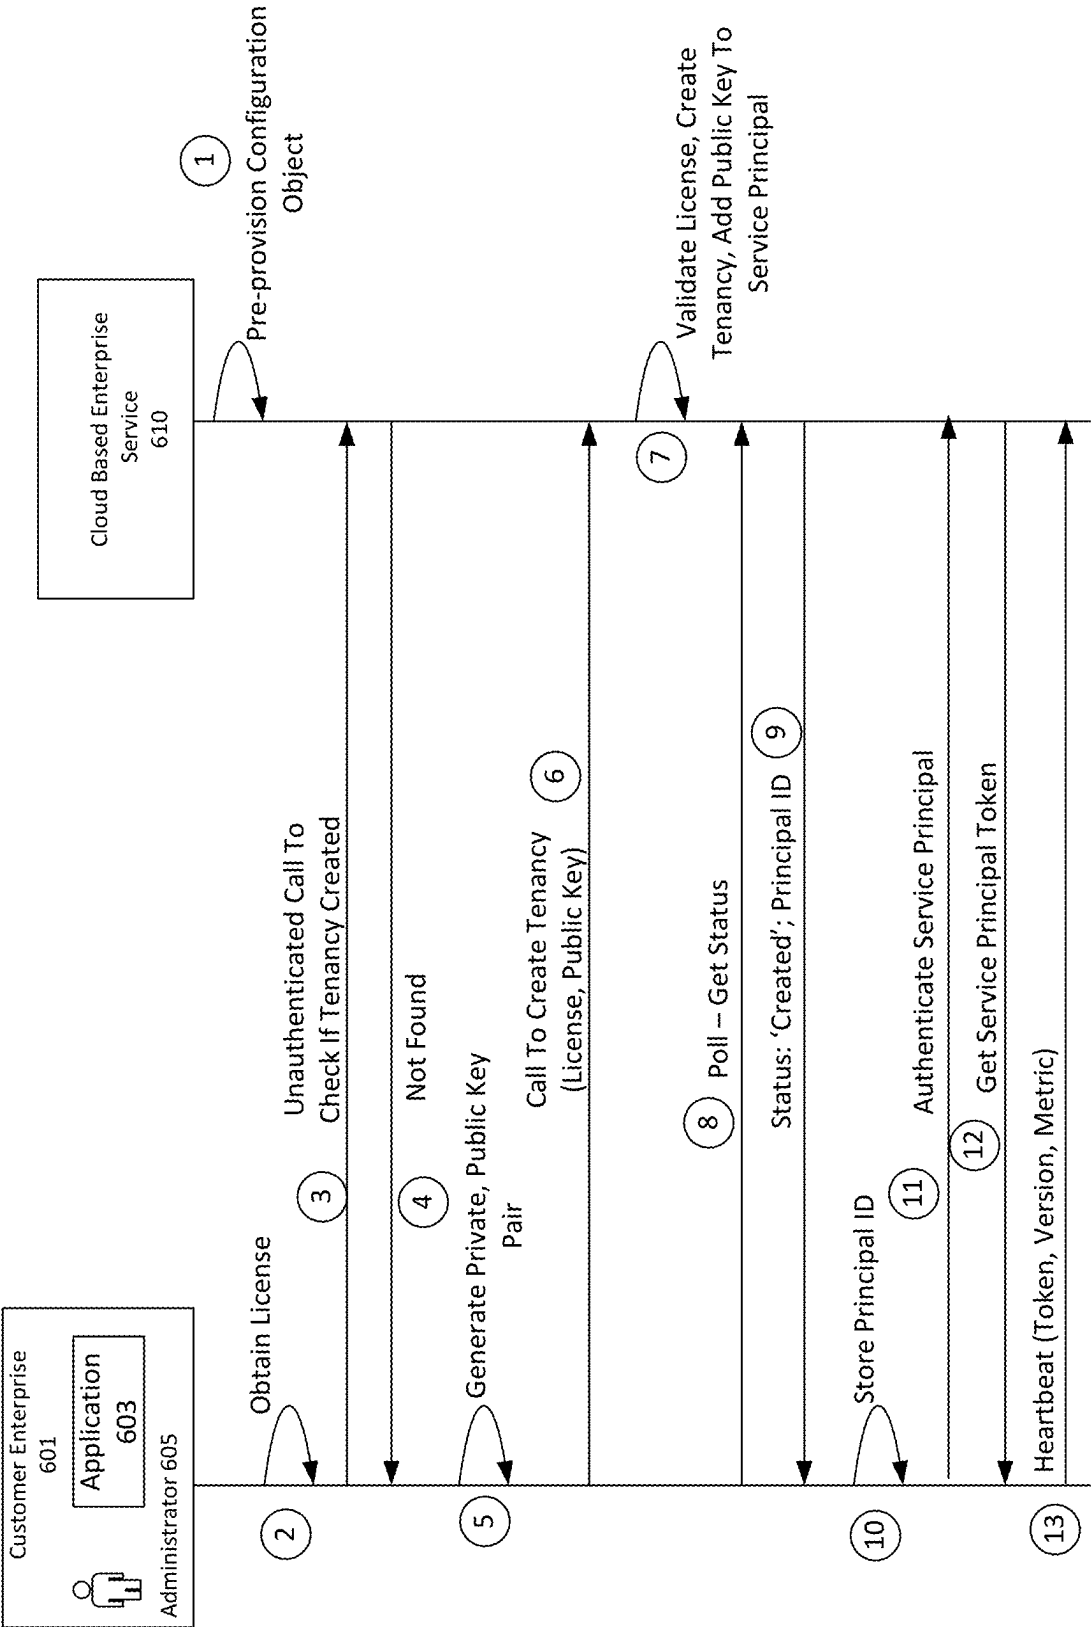 Customer Enterprise
601
Application
603
Administrator 605
Cloud Based Enterprise
Service
610
1
Pre-provision Configuration
Object
2
Obtain License
3
Unauthenticated Call To
Check If Tenancy Created
4
Not Found
5
Generate Private, Public Key
Pair
6
Call To Create Tenancy
(License, Public Key)
7
Validate License, Create
Tenancy, Add Public Key To
Service Principal
8
Poll – Get Status
9
Status: ‘Created’; Principal ID
10
Store Principal ID
11
Authenticate Service Principal
12
Get Service Principal Token
13
Heartbeat (Token, Version, Metric)